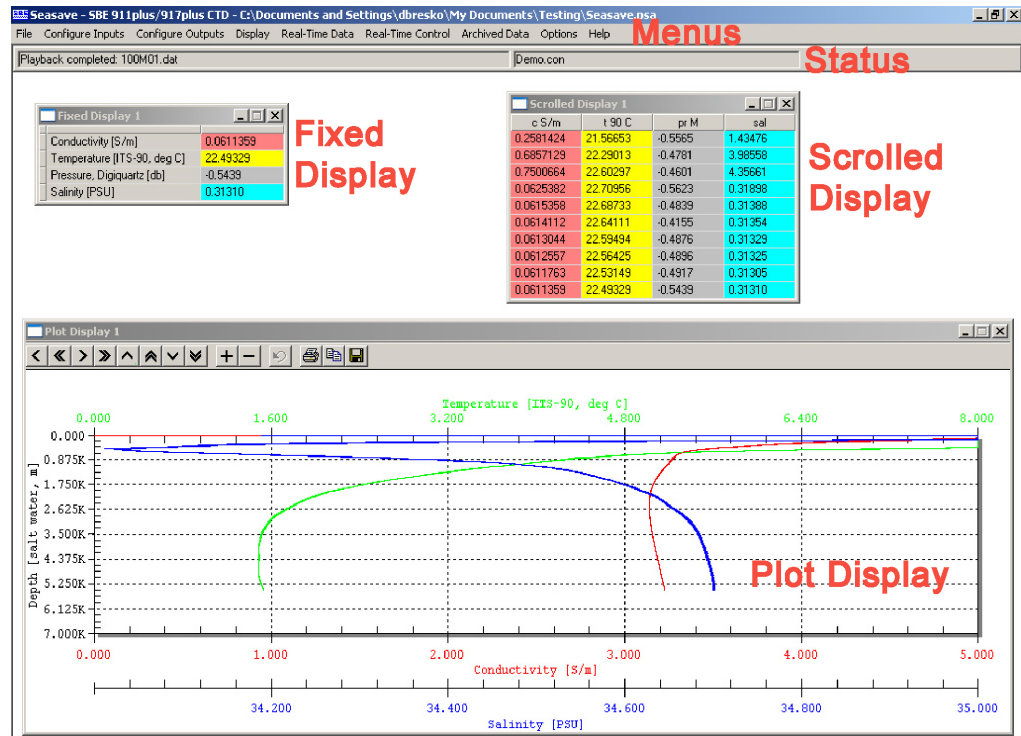 Seasave - SBE 911plus/917plus CTD - C:\Documents and Settings\dbresko\My Documents\Testing\Seasave.psa
File Configure Inputs Configure Outputs Display Real-Time Data Real-Time Control Archived Data Options Help
Menus
Playback completed: 100M01.dat Demo.con
Status
Fixed Display 1
Conductivity [S/m] 0.0611359
Temperature [ITS-90, deg C] 22.49329
Pressure, Digiquartz [db] -0.5439
Salinity [PSU] 0.31310
Fixed
Display
Scrolled Display 1
c S/m t 90 C pr M sal
0.2581424 21.56653 -0.5565 1.43476
0.6857129 22.29013 -0.4781 3.98558
0.7500664 22.60297 -0.4601 4.35661
0.0625382 22.70956 -0.5623 0.31898
0.0615358 22.68733 -0.4839 0.31388
0.0614112 22.64111 -0.4155 0.31354
0.0613044 22.59494 -0.4876 0.31329
0.0612557 22.56425 -0.4896 0.31325
0.0611763 22.53149 -0.4917 0.31305
0.0611359 22.49329 -0.5439 0.31310
Scrolled
Display
Plot Display 1
Temperature [ITS-90, deg C]
0.000 1.600 3.200 4.800 6.400 8.000
Depth [salt water, m]
0.000
0.875K
1.750K
2.625K
3.500K
4.375K
5.250K
6.125K
7.000K
Plot Display
0.000 1.000 2.000 3.000 4.000 5.000
Conductivity [S/m]
34.200 34.400 34.600 34.800 35.000
Salinity [PSU]